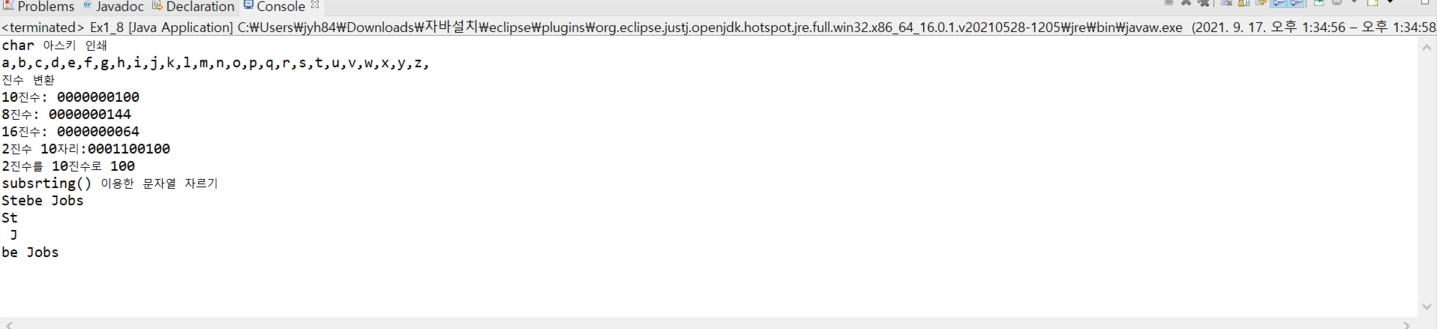 Problems @ Javadoc Declaration Console
<terminated> Ex1_8 [Java Application] C:₩Users₩jyh84₩Downloads₩자바설치₩eclipse₩plugins₩org.eclipse.justj.openjdk.hotspot.jre.full.win32.x86_64_16.0.1.v20210528-1205₩jre₩bin₩javaw.exe (2021. 9. 17. 오후 1:34:56 – 오후 1:34:58
char 아스키 인쇄
a,b,c,d,e,f,g,h,i,j,k,l,m,n,o,p,q,r,s,t,u,v,w,x,y,z,
진수 변환
10진수: 0000000100
8진수: 0000000144
16진수: 0000000064
2진수 10자리:0001100100
2진수를 10진수로 100
subsrting() 이용한 문자열 자르기
Stebe Jobs
St
 J
be Jobs